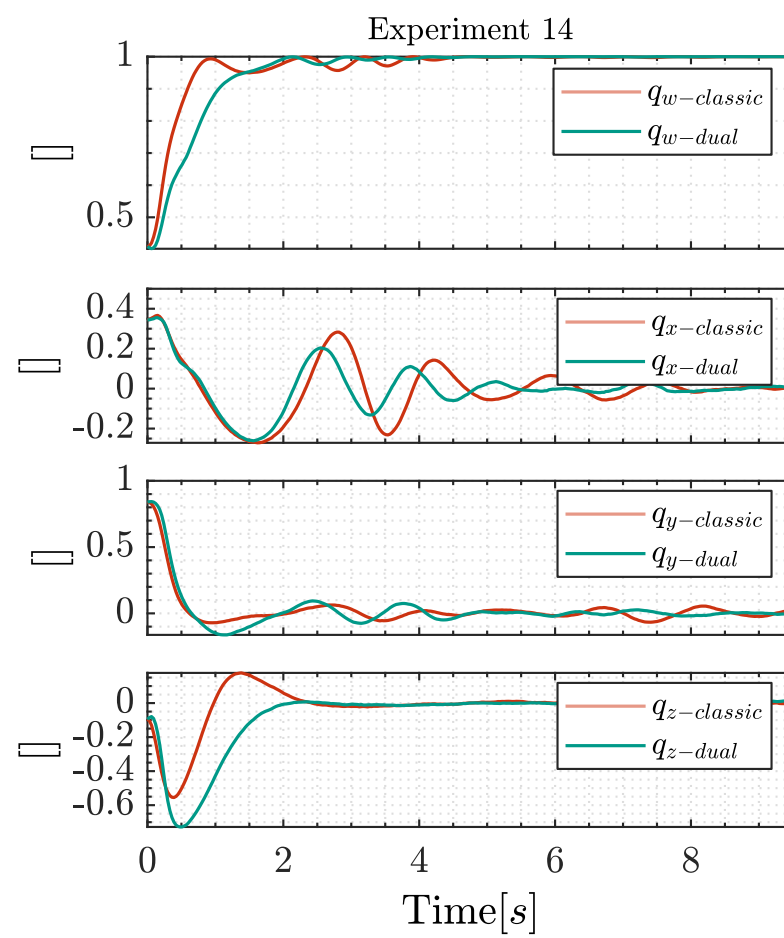 Experiment 14
1
0.5
[]
q_{w-classic}
q_{w-dual}
0.4
0.2
0
-0.2
[]
q_{x-classic}
q_{x-dual}
1
0.5
0
[]
q_{y-classic}
q_{y-dual}
0
-0.2
-0.4
-0.6
[]
q_{z-classic}
q_{z-dual}
0 2 4 6 8
Time[s]